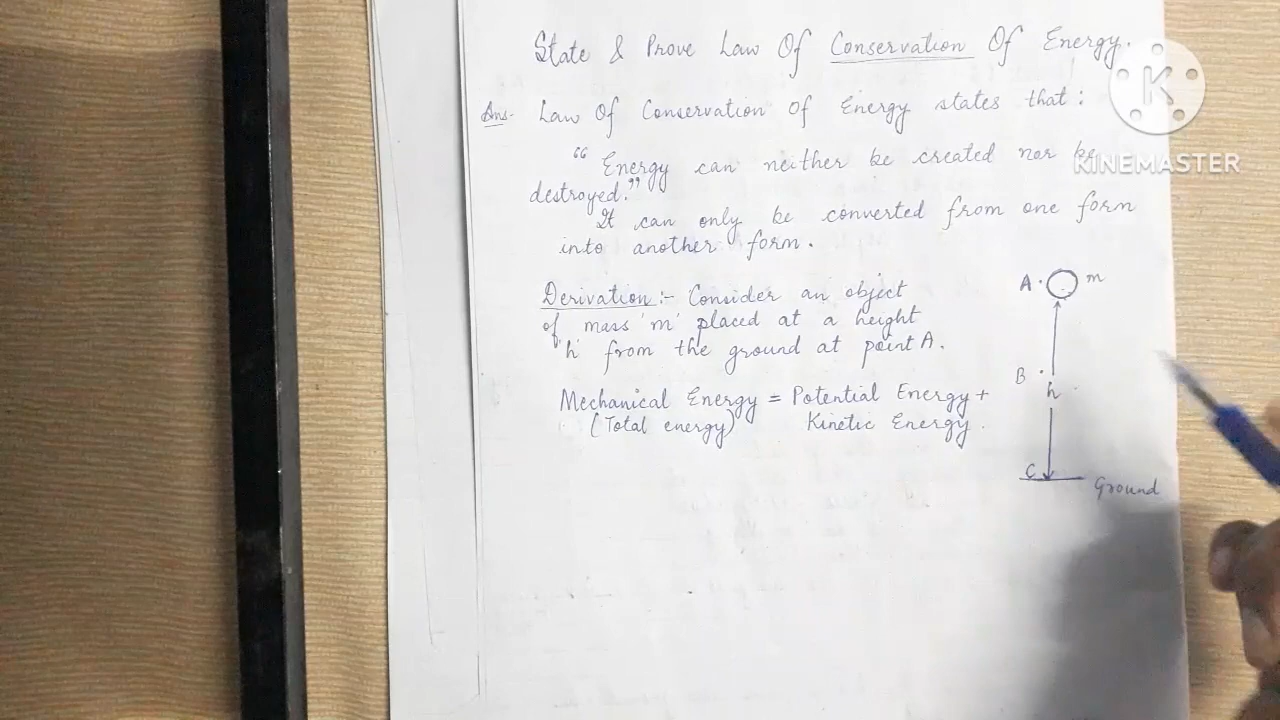 State & Prove Law Of Conservation Of Energy.
Ans- Law Of Conservation of Energy states that :
“ Energy can neither be created nor be
destroyed.”
It can only be converted from one form
into another form.
Derivation :- Consider an object
of mass 'm' placed at a height
'h' from the ground at point A.
Mechanical Energy = Potential Energy +
(Total energy) Kinetic Energy.
A. m
B .
h
C
Ground
K
KINEMASTER